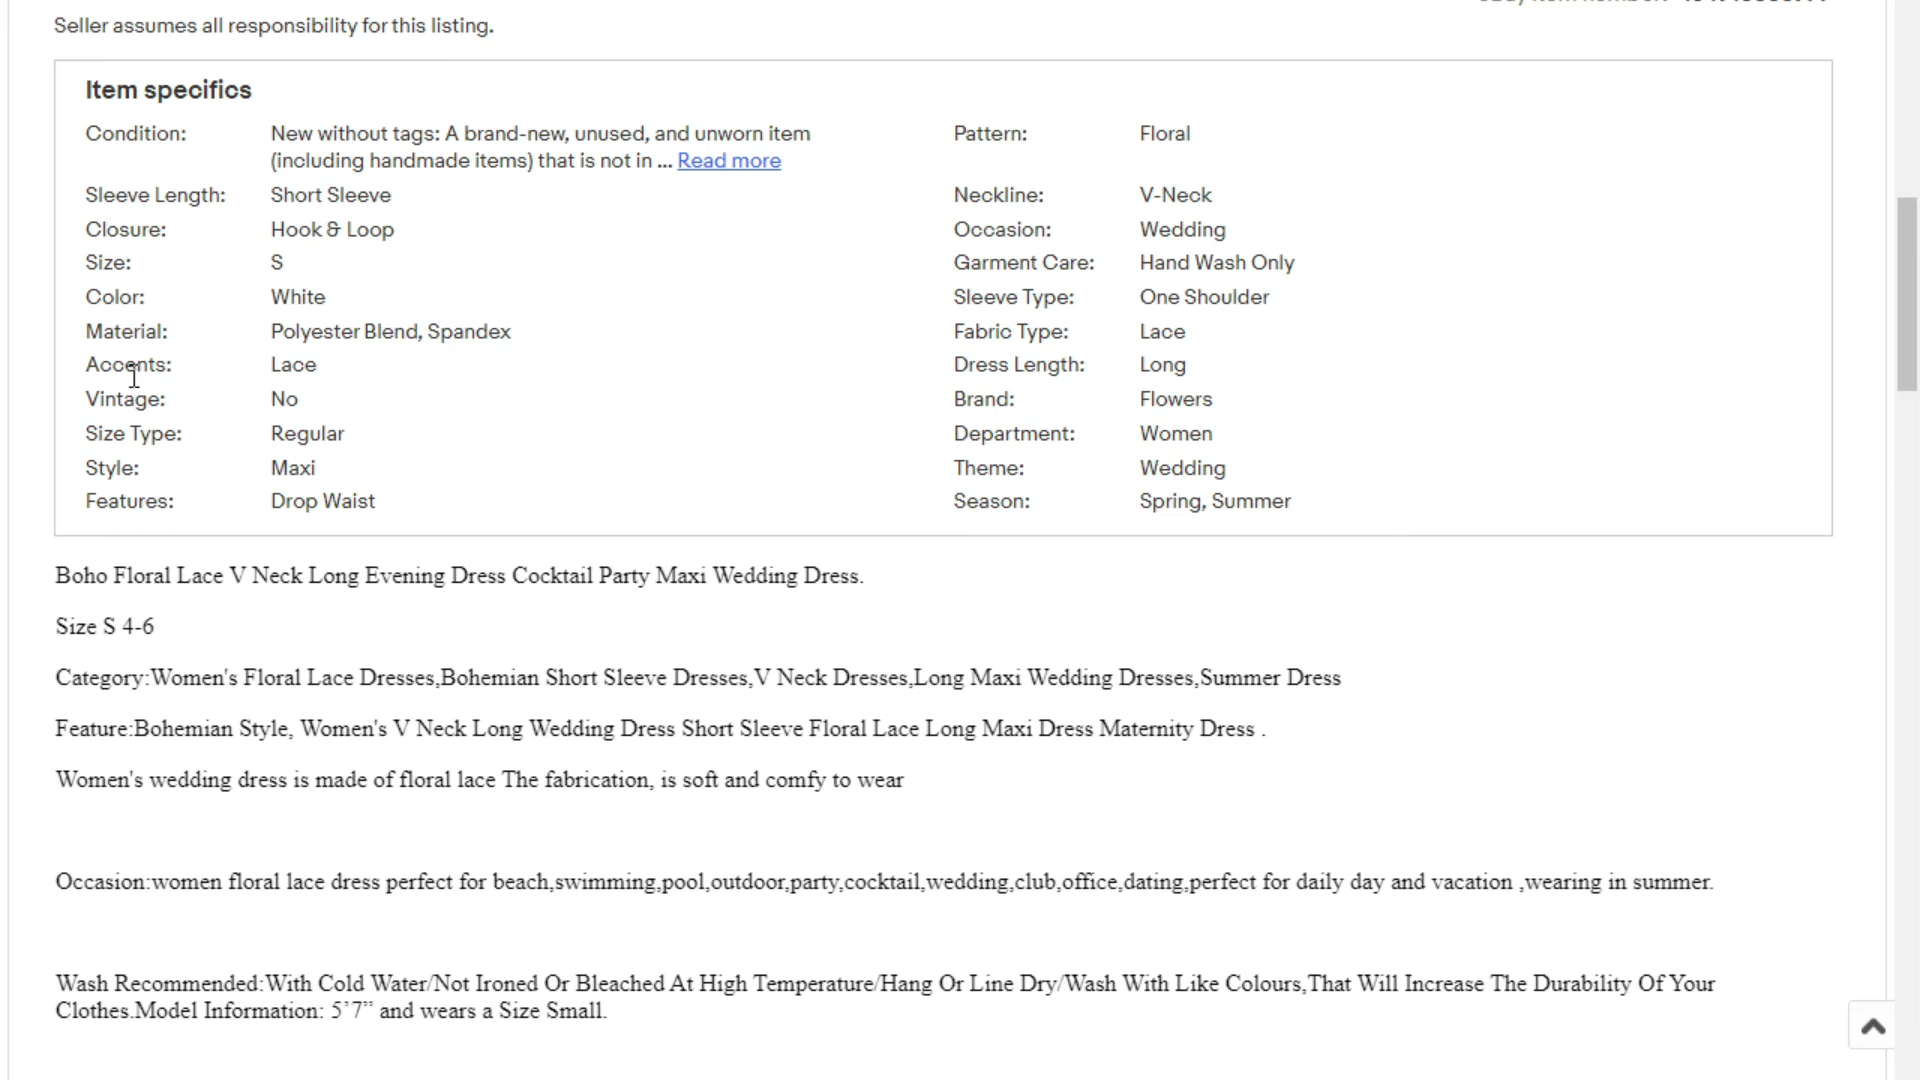 Seller assumes all responsibility for this listing.
Item specifics
Condition: New without tags: A brand-new, unused, and unworn item
(including handmade items) that is not in ... Read more
Pattern: Floral
Sleeve Length: Short Sleeve
Neckline: V-Neck
Closure: Hook & Loop
Occasion: Wedding
Size: S
Garment Care: Hand Wash Only
Color: White
Sleeve Type: One Shoulder
Material: Polyester Blend, Spandex
Fabric Type: Lace
Accents: Lace
Dress Length: Long
Vintage: No
Brand: Flowers
Size Type: Regular
Department: Women
Style: Maxi
Theme: Wedding
Features: Drop Waist
Season: Spring, Summer
Boho Floral Lace V Neck Long Evening Dress Cocktail Party Maxi Wedding Dress.
Size S 4-6
Category:Women's Floral Lace Dresses,Bohemian Short Sleeve Dresses,V Neck Dresses,Long Maxi Wedding Dresses,Summer Dress
Feature:Bohemian Style, Women's V Neck Long Wedding Dress Short Sleeve Floral Lace Long Maxi Dress Maternity Dress .
Women's wedding dress is made of floral lace The fabrication, is soft and comfy to wear
Occasion:women floral lace dress perfect for beach,swimming,pool,outdoor,party,cocktail,wedding,club,office,dating,perfect for daily day and vacation ,wearing in summer.
Wash Recommended:With Cold Water/Not Ironed Or Bleached At High Temperature/Hang Or Line Dry/Wash With Like Colours,That Will Increase The Durability Of Your
Clothes.Model Information: 5’7” and wears a Size Small.